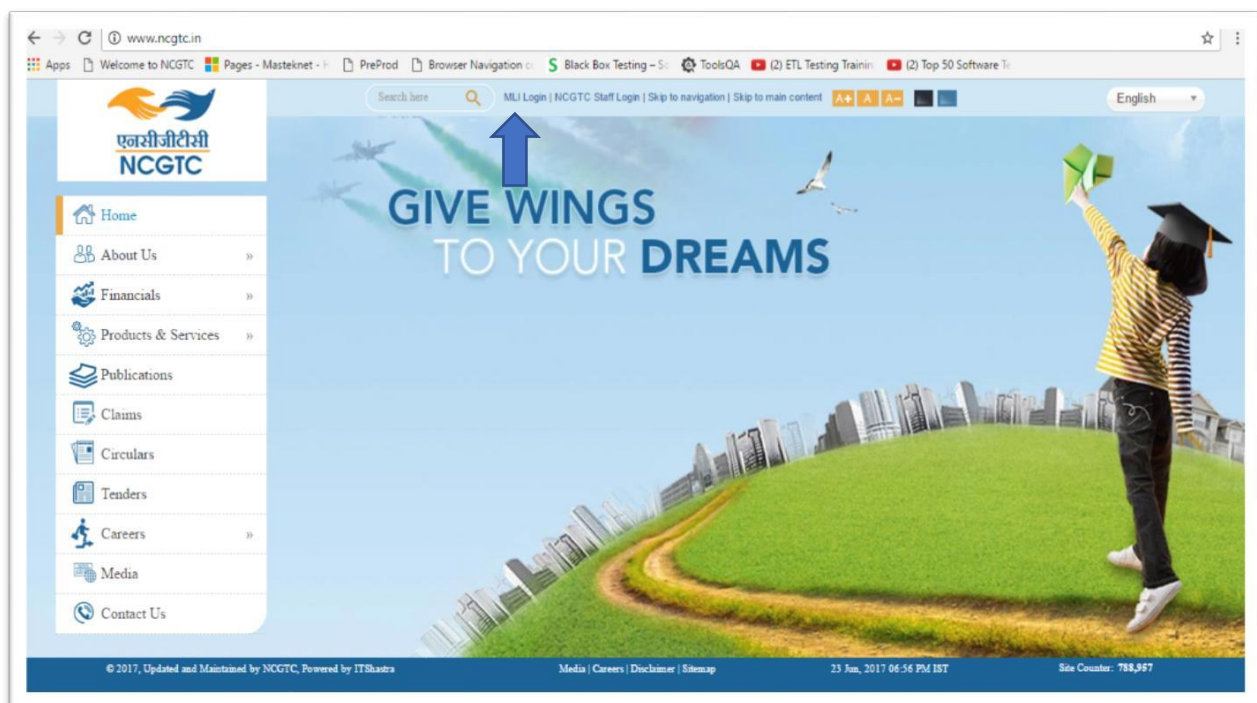 www.ncgtc.in
Apps Welcome to NCGTC Pages - Masteknet - H PreProd Browser Navigation o Black Box Testing – So ToolsQA (2) ETL Testing Trainin (2) Top 50 Software Te
Search here MLI Login | NCGTC Staff Login | Skip to navigation | Skip to main content A+ A A- English
एनसीजीटीसी
NCGTC
GIVE WINGS
TO YOUR DREAMS
Home
About Us »
Financials »
Products & Services »
Publications
Claims
Circulars
Tenders
Careers »
Media
Contact Us
© 2017, Updated and Maintained by NCGTC, Powered by ITShastra Media | Careers | Disclaimer | Sitemap 23 Jun, 2017 06:56 PM IST Site Counter: 788,957